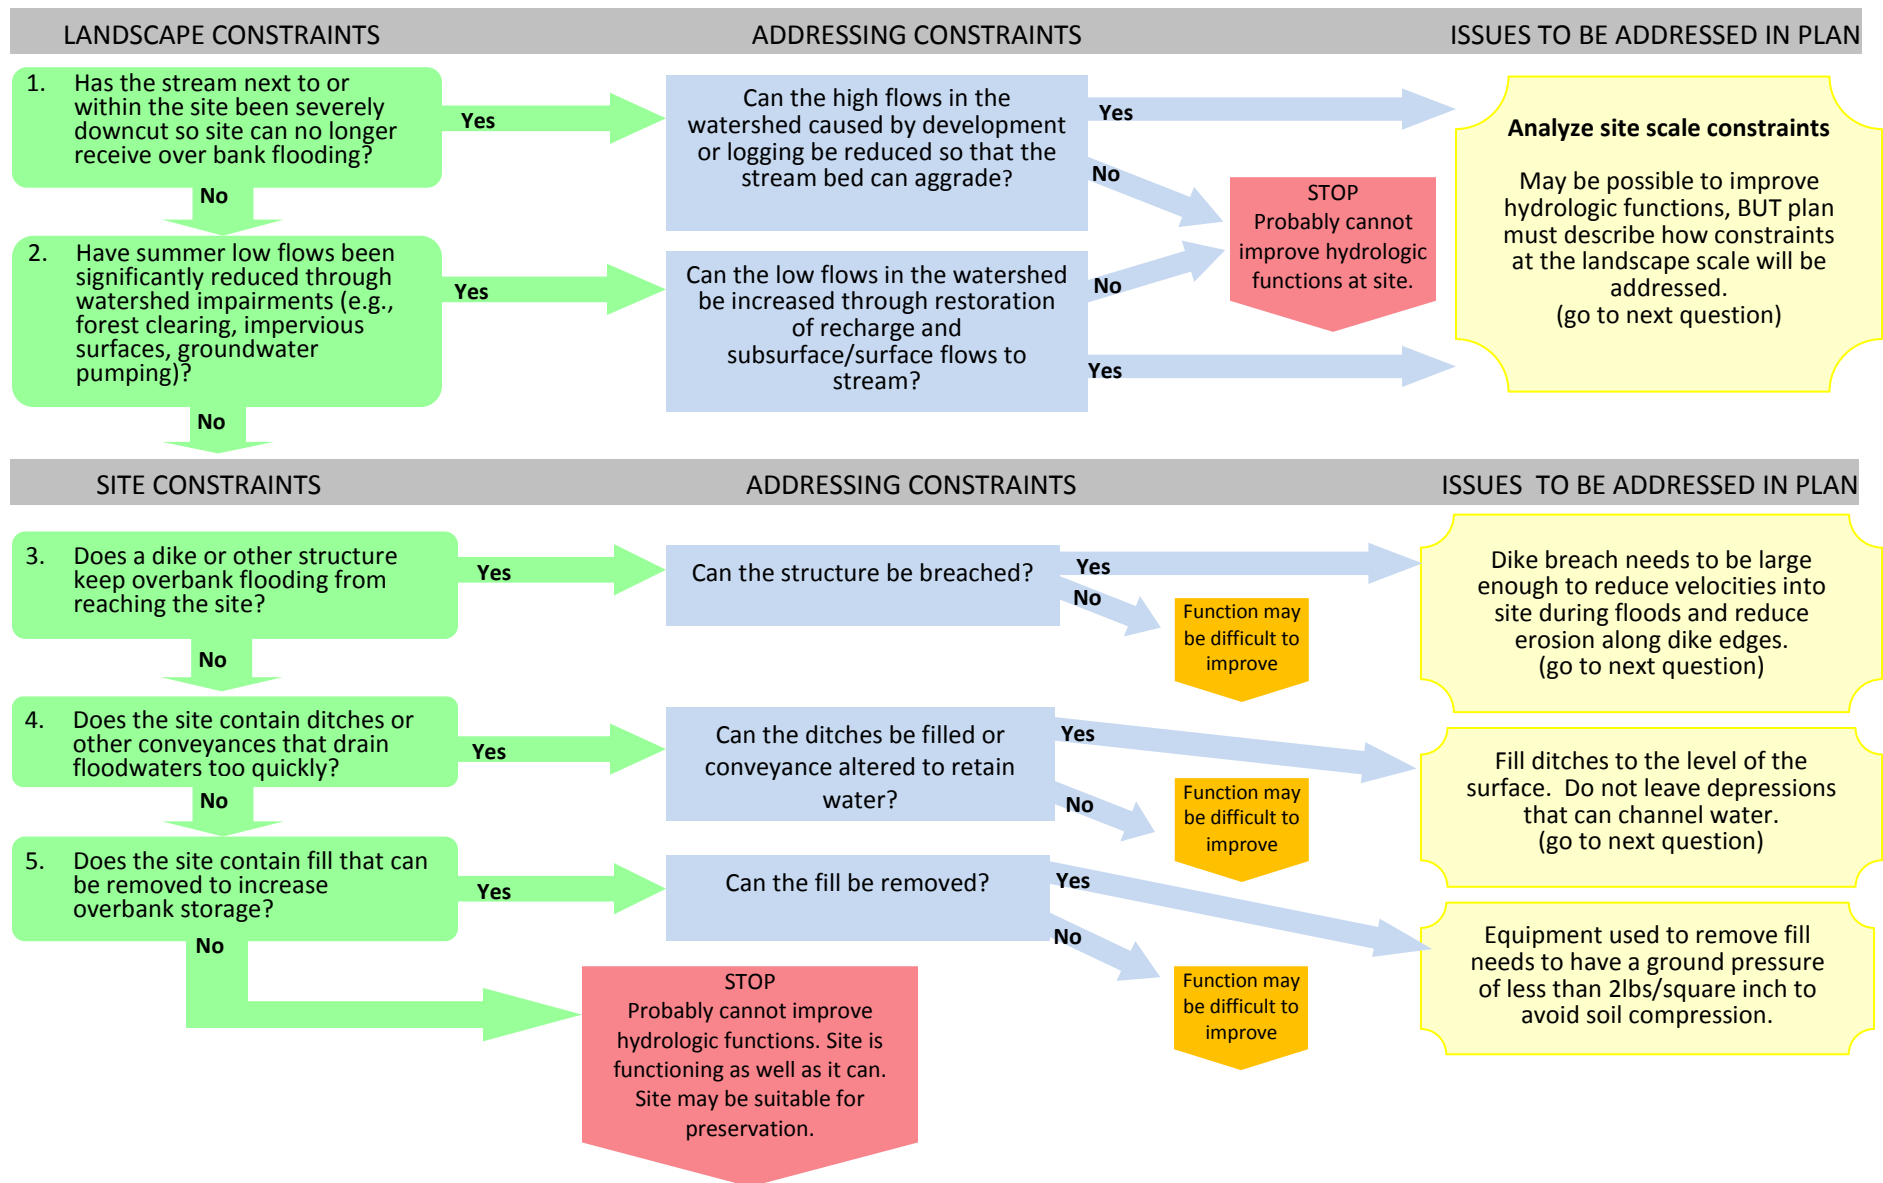 LANDSCAPE CONSTRAINTS
ADDRESSING CONSTRAINTS
ISSUES TO BE ADDRESSED IN PLAN
1. Has the stream next to or
within the site been severely
downcut so site can no longer
receive over bank flooding?
Yes
No
Can the high flows in the
watershed caused by development
or logging be reduced so that the
stream bed can aggrade?
Yes
No
STOP
Probably cannot
improve hydrologic
functions at site.
Analyze site scale constraints
May be possible to improve
hydrologic functions, BUT plan
must describe how constraints
at the landscape scale will be
addressed.
(go to next question)
2. Have summer low flows been
significantly reduced through
watershed impairments (e.g.,
forest clearing, impervious
surfaces, groundwater
pumping)?
Yes
No
Can the low flows in the watershed
be increased through restoration
of recharge and
subsurface/surface flows to
stream?
No
Yes
SITE CONSTRAINTS
ADDRESSING CONSTRAINTS
ISSUES TO BE ADDRESSED IN PLAN
3. Does a dike or other structure
keep overbank flooding from
reaching the site?
Yes
No
Can the structure be breached?
Yes
No
Function may
be difficult to
improve
Dike breach needs to be large
enough to reduce velocities into
site during floods and reduce
erosion along dike edges.
(go to next question)
4. Does the site contain ditches or
other conveyances that drain
floodwaters too quickly?
Yes
No
Can the ditches be filled or
conveyance altered to retain
water?
Yes
No
Function may
be difficult to
improve
Fill ditches to the level of the
surface. Do not leave depressions
that can channel water.
(go to next question)
5. Does the site contain fill that can
be removed to increase
overbank storage?
Yes
No
Can the fill be removed?
Yes
No
Function may
be difficult to
improve
Equipment used to remove fill
needs to have a ground pressure
of less than 2lbs/square inch to
avoid soil compression.
STOP
Probably cannot improve
hydrologic functions. Site is
functioning as well as it can.
Site may be suitable for
preservation.